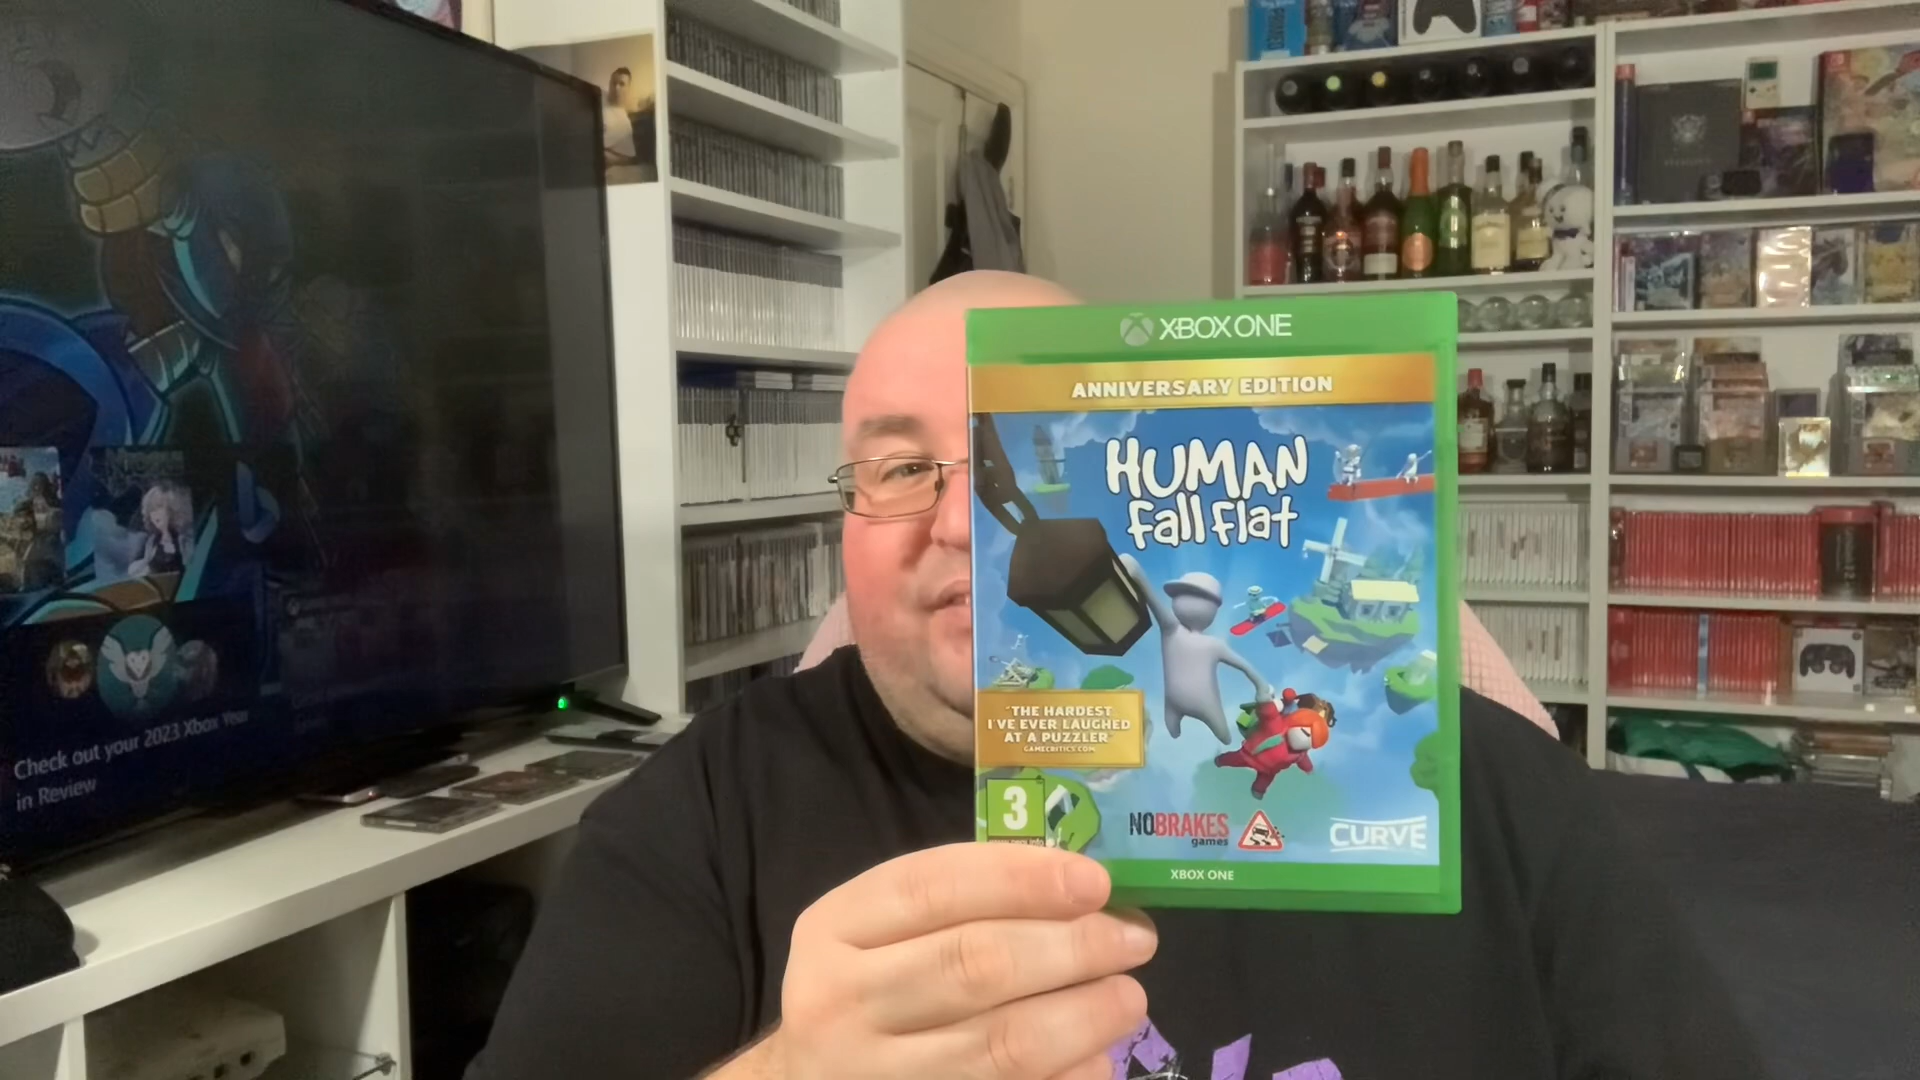 XBOX ONE
ANNIVERSARY EDITION
HUMAN
fall flat
"THE HARDEST
I'VE EVER LAUGHED
AT A PUZZLER"
GAMECRITICS.COM
3
NOBRAKES
games
CURVE
XBOX ONE
Check out your 2023 Xbox Year
in Review